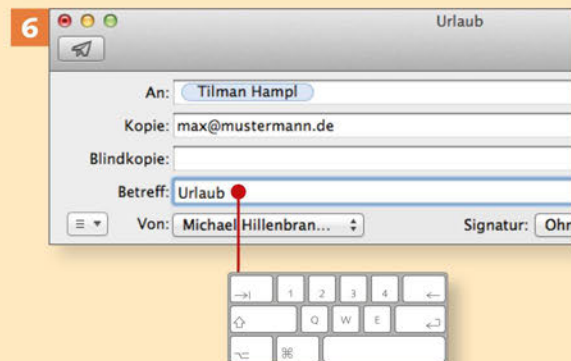 6
Urlaub
An: Tilman Hampl
Kopie: max@mustermann.de
Blindkopie:
Betreff: Urlaub
Von: Michael Hillenbran... Signatur: Ohn
→| 1 2 3 4 ←
⇧ Q W E ⏎
⌥ ⌘